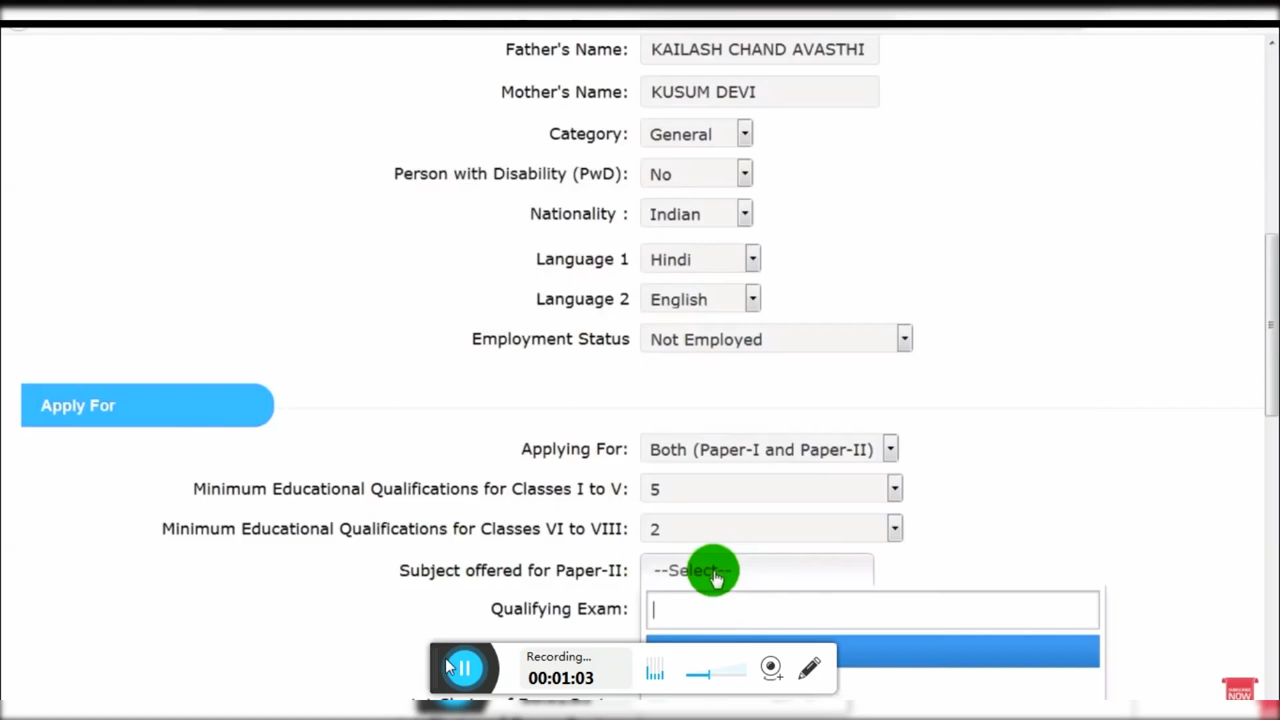 Father's Name: KAILASH CHAND AVASTHI
Mother's Name: KUSUM DEVI
Category: General
Person with Disability (PwD): No
Nationality : Indian
Language 1 Hindi
Language 2 English
Employment Status Not Employed
Apply For
Applying For: Both (Paper-I and Paper-II)
Minimum Educational Qualifications for Classes I to V: 5
Minimum Educational Qualifications for Classes VI to VIII: 2
Subject offered for Paper-II: --Select--
Qualifying Exam:
Recording...
00:01:03
SUBSCRIBE
NOW